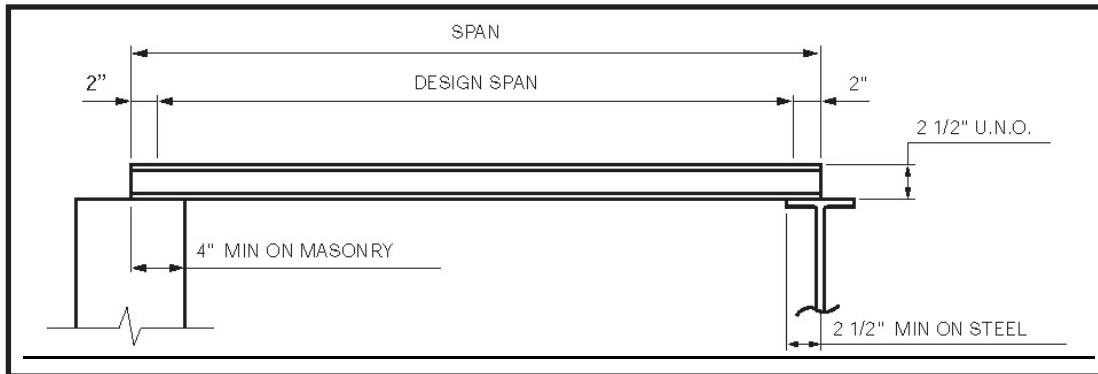 SPAN
2” DESIGN SPAN 2"
2 1/2" U.N.O.
4" MIN ON MASONRY
2 1/2" MIN ON STEEL